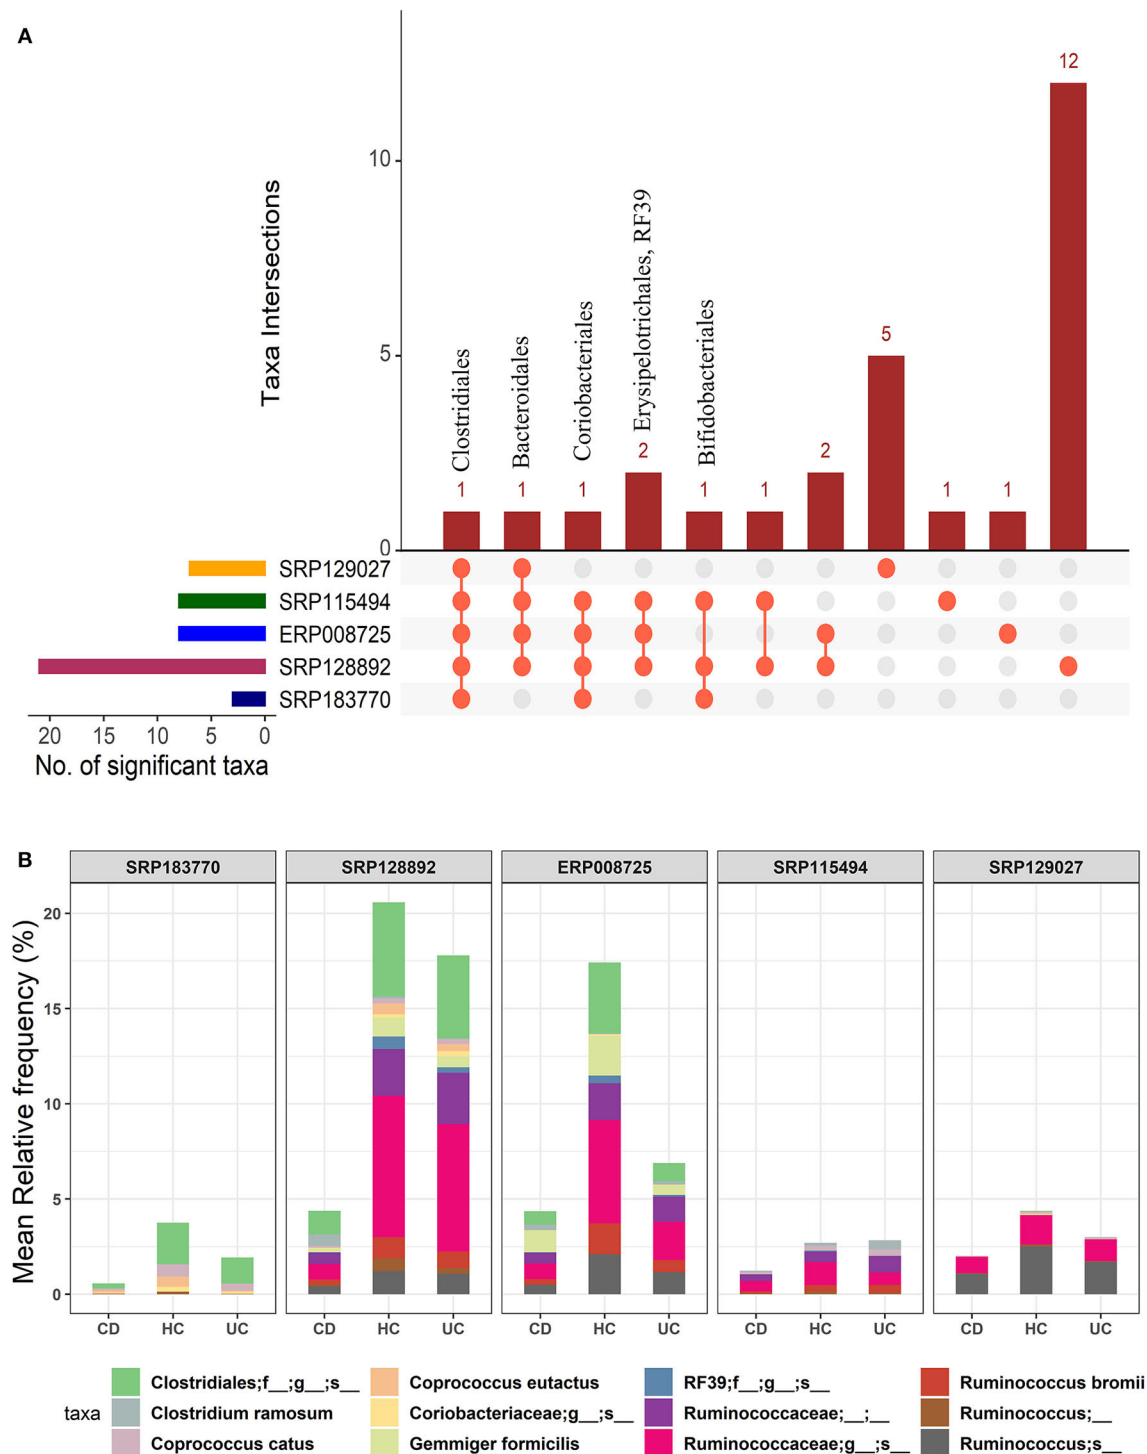 A
Taxa Intersections
10
5
0
Clostridiales
Bacteroidales
Coriobacteriales
Erysipelotrichales, RF39
Bifidobacteriales
1
1
1
2
1
1
2
5
1
1
12
SRP129027
SRP115494
ERP008725
SRP128892
SRP183770
20 15 10 5 0
No. of significant taxa
B
SRP183770 SRP128892 ERP008725 SRP115494 SRP129027
Mean Relative frequency (%)
20
15
10
5
0
CD HC UC CD HC UC CD HC UC CD HC UC CD HC UC
taxa
Clostridiales;f__;g__;s__
Clostridium ramosum
Coprococcus catus
Coprococcus eutactus
Coriobacteriaceae;g__;s__
Gemmiger formicilis
RF39;f__;g__;s__
Ruminococcaceae;__;__
Ruminococcaceae;g__;s__
Ruminococcus bromii
Ruminococcus;__
Ruminococcus;s__